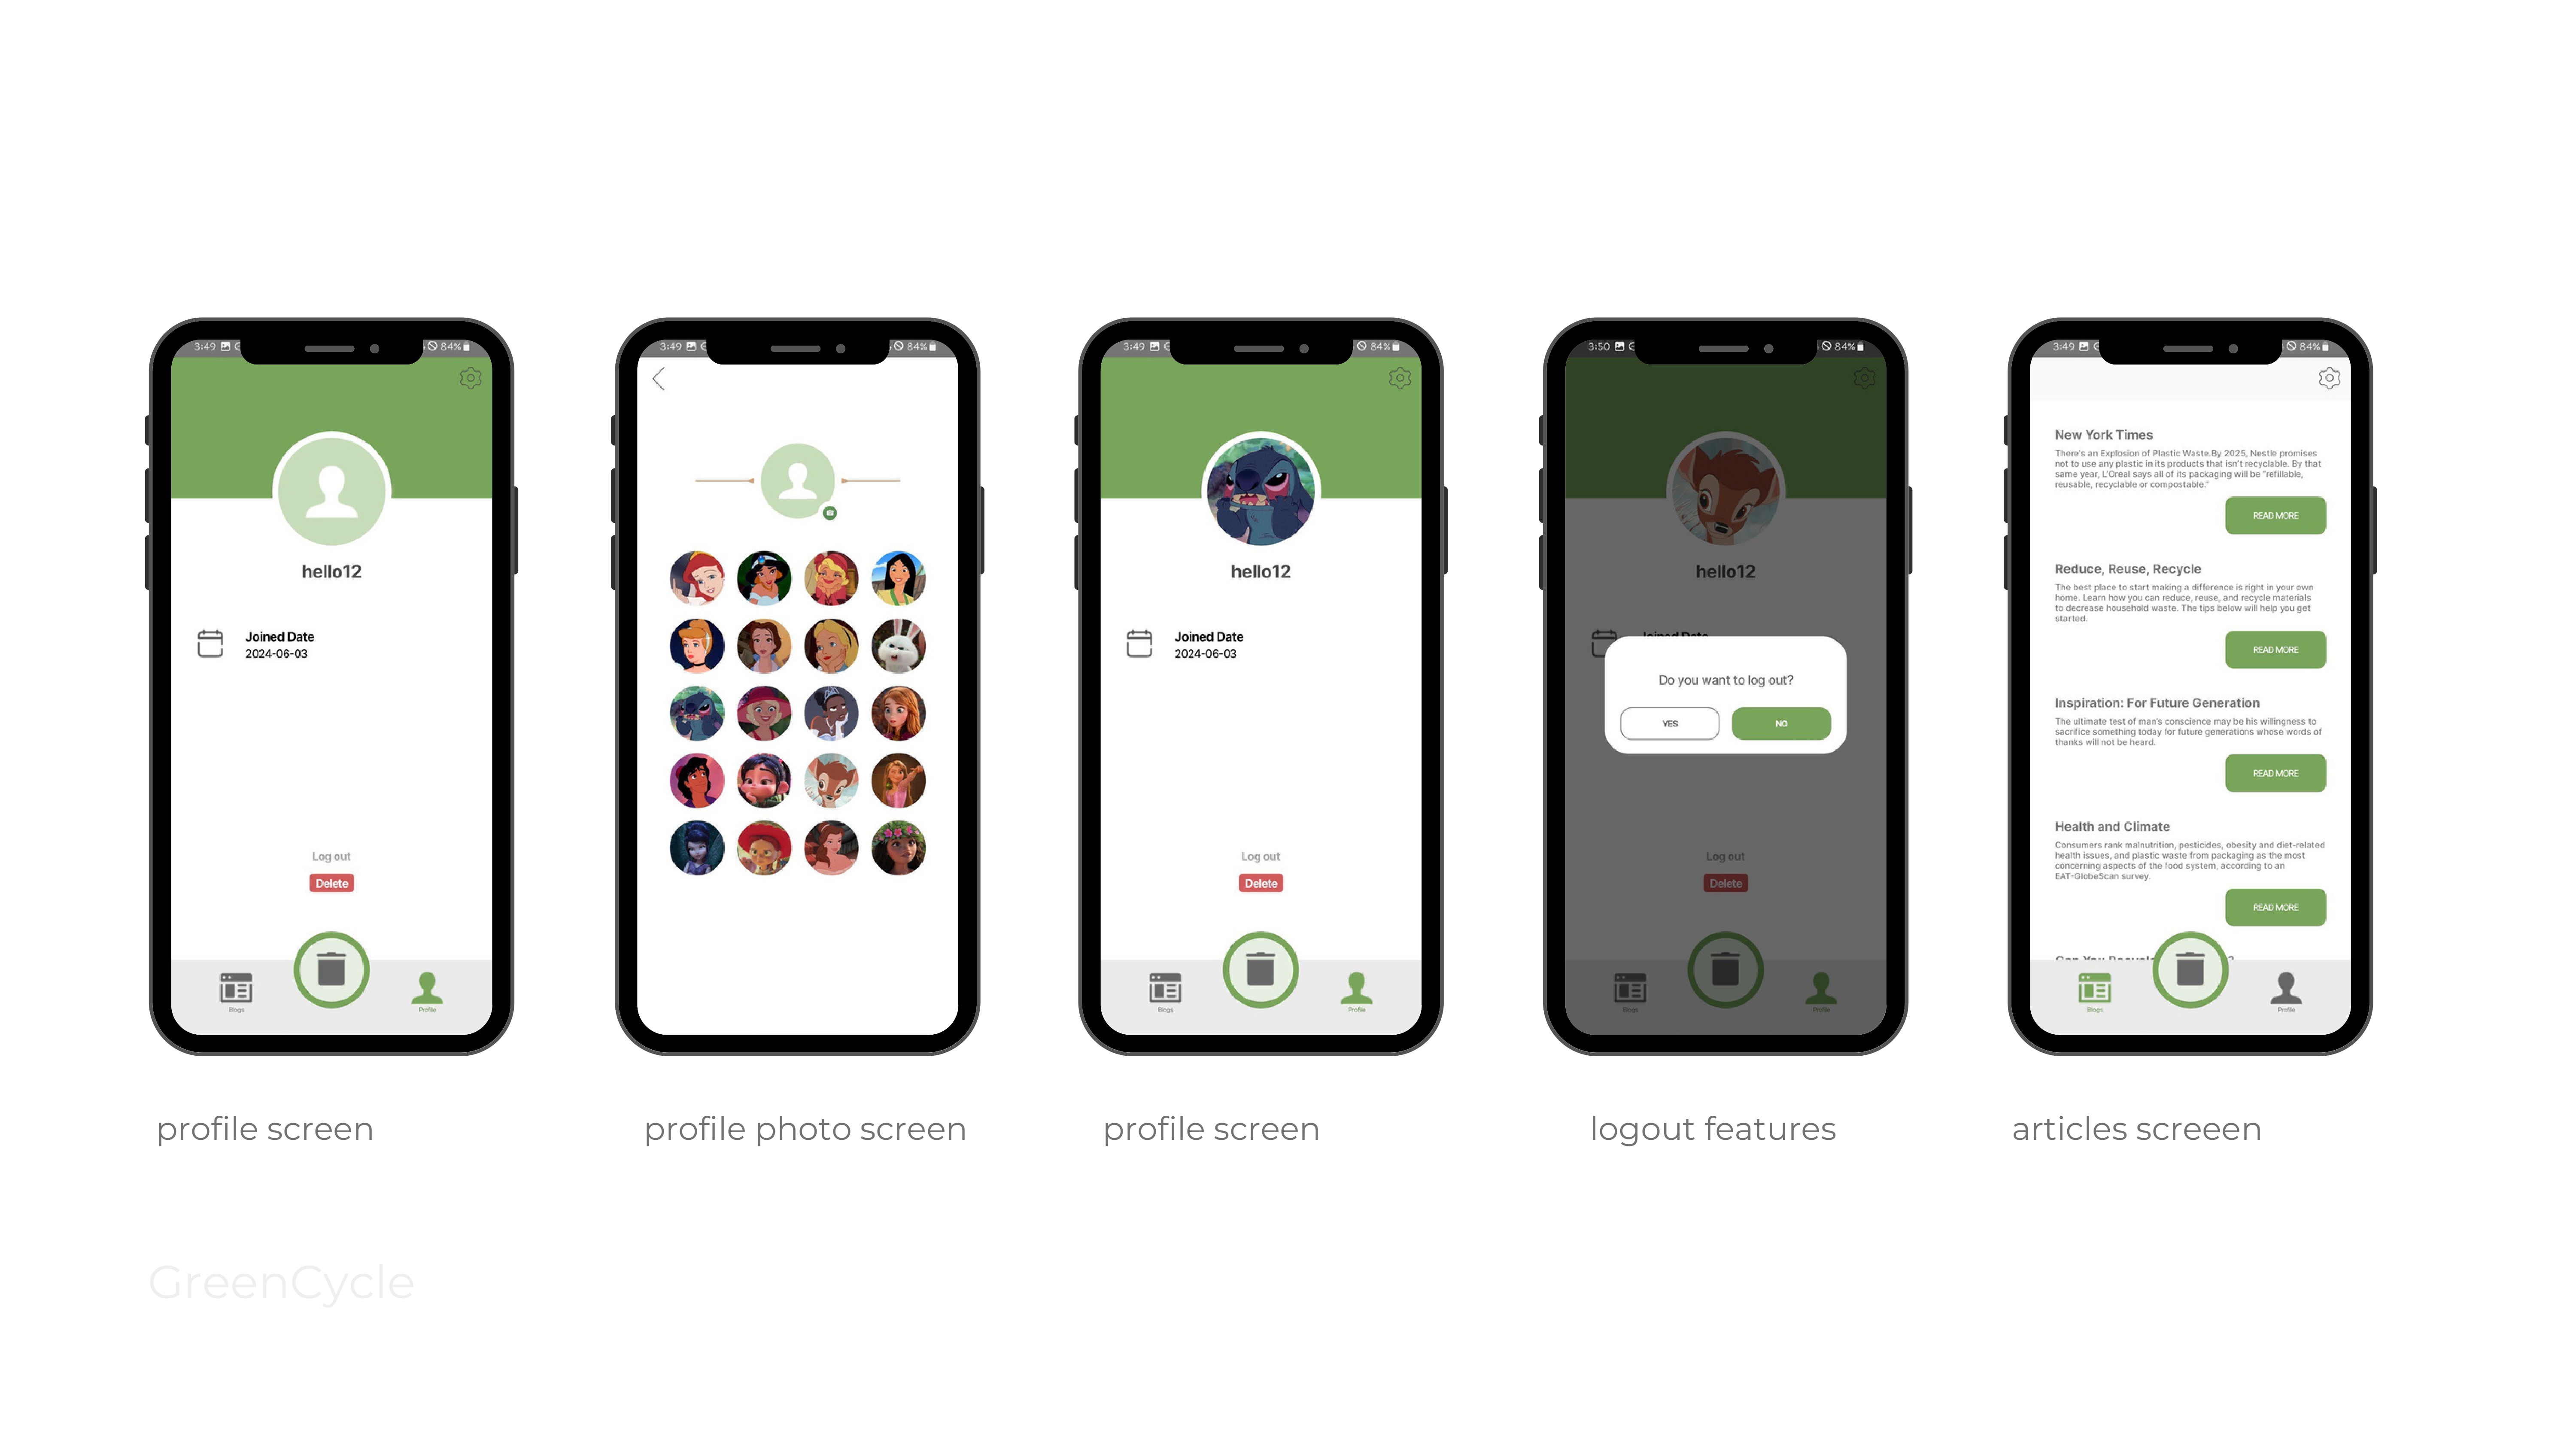 3:49 84%
hello12
Joined Date
2024-06-03
Log out
Delete
Blogs
Profile
profile screen
3:49 84%
profile photo screen
3:49 84%
hello12
Joined Date
2024-06-03
Log out
Delete
Blogs
Profile
profile screen
3:50 84%
hello12
Joined Date
Do you want to log out?
YES
NO
Log out
Delete
Blogs
Profile
logout features
3:49 84%
New York Times
There's an Explosion of Plastic Waste.By 2025, Nestle promises
not to use any plastic in its products that isn't recyclable. By that
same year, L'Oreal says all of its packaging will be "refillable,
reusable, recyclable or compostable."
READ MORE
Reduce, Reuse, Recycle
The best place to start making a difference is right in your own
home. Learn how you can reduce, reuse, and recycle materials
to decrease household waste. The tips below will help you get
started.
READ MORE
Inspiration: For Future Generation
The ultimate test of man's conscience may be his willingness to
sacrifice something today for future generations whose words of
thanks will not be heard.
READ MORE
Health and Climate
Consumers rank malnutrition, pesticides, obesity and diet-related
health issues, and plastic waste from packaging as the most
concerning aspects of the food system, according to an
EAT-GlobeScan survey.
READ MORE
Blogs
Profile
articles screeen
GreenCycle